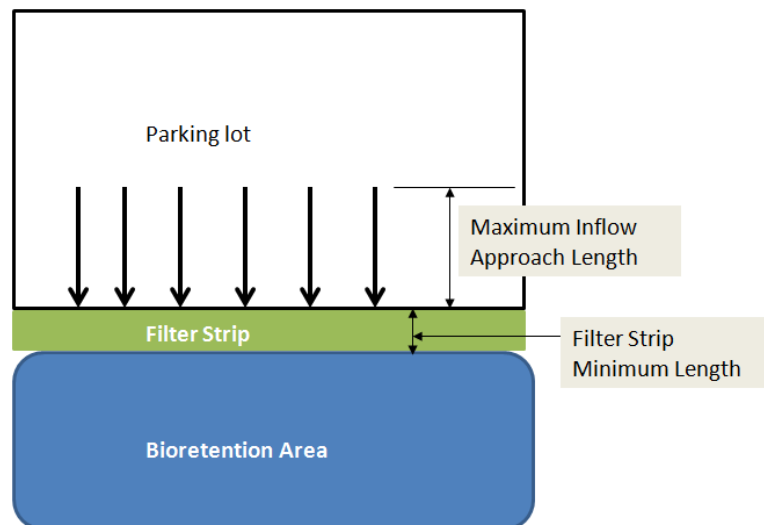 Parking lot
Maximum Inflow
Approach Length
Filter Strip
Filter Strip
Minimum Length
Bioretention Area